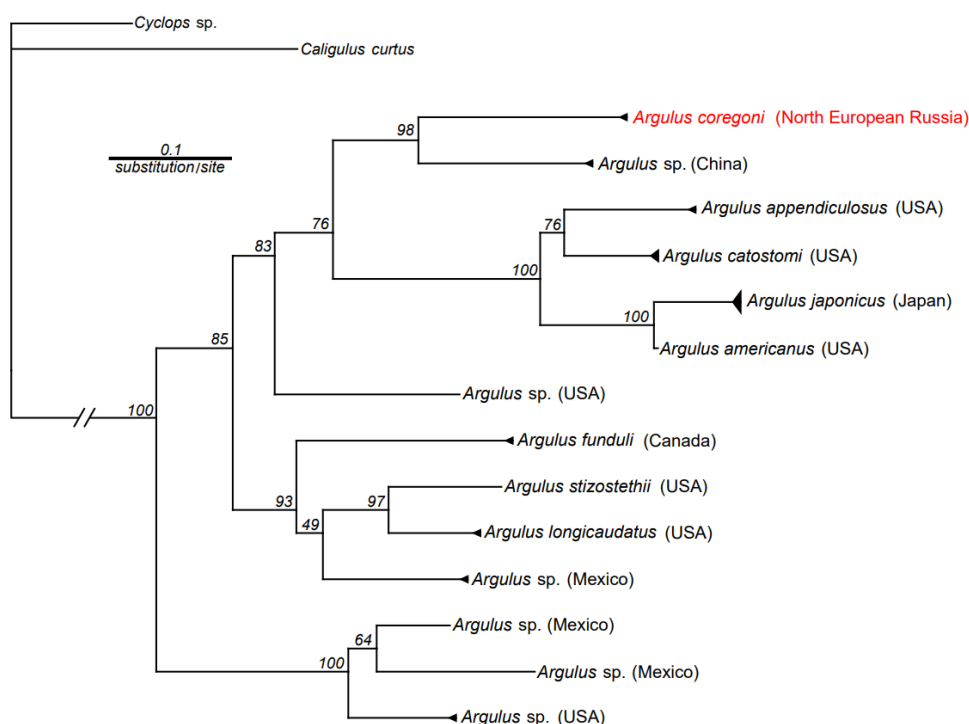 Cyclops sp.
Caligulus curtus
98
Argulus coregoni (North European Russia)
0.1
substitution/site
Argulus sp. (China)
76
76
Argulus appendiculosus (USA)
83
Argulus catostomi (USA)
100
Argulus japonicus (Japan)
100
85
Argulus americanus (USA)
Argulus sp. (USA)
100
Argulus funduli (Canada)
93
97
Argulus stizostethii (USA)
49
Argulus longicaudatus (USA)
Argulus sp. (Mexico)
Argulus sp. (Mexico)
64
100
Argulus sp. (Mexico)
Argulus sp. (USA)